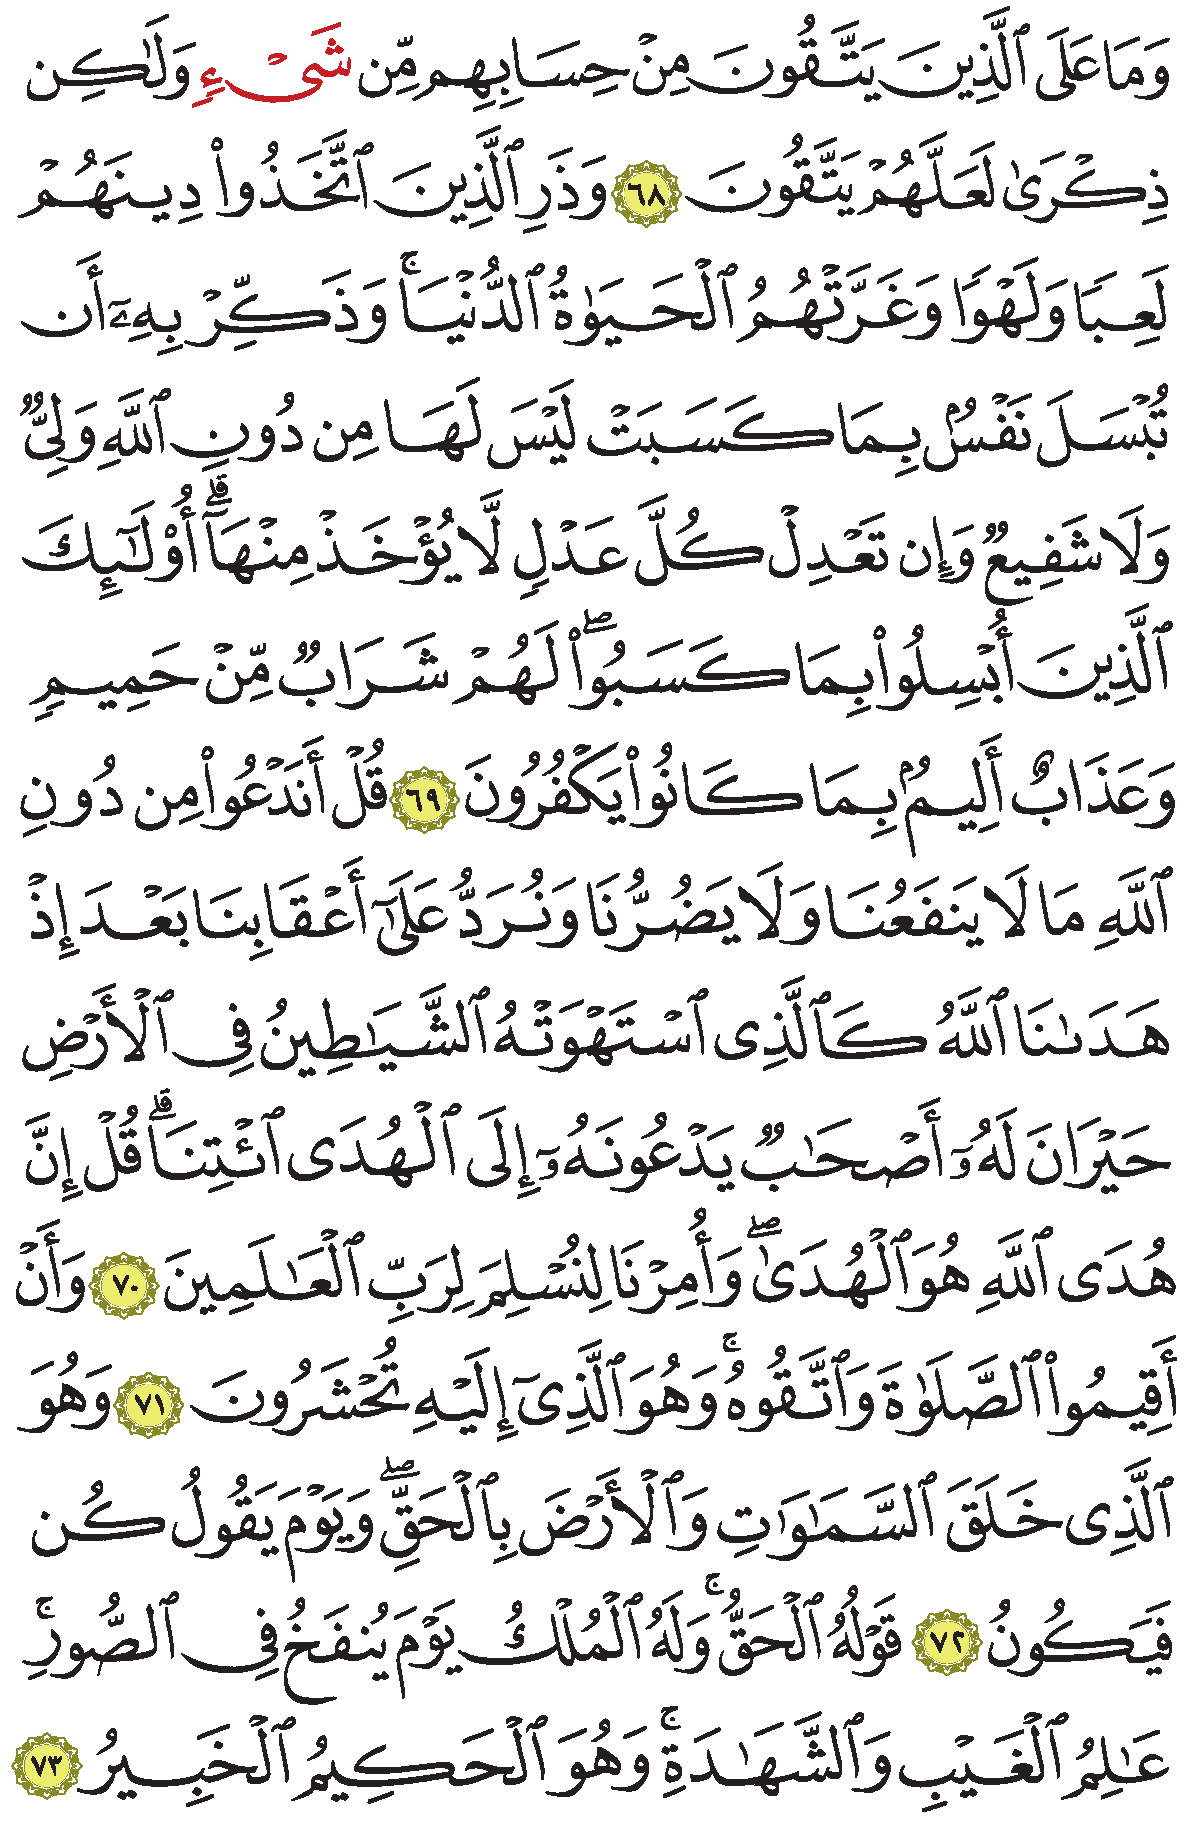 وَمَا عَلَى ٱلَّذِينَ يَتَّقُونَ مِنْ حِسَابِهِم مِّن شَىْءٍ وَلَٰكِن
ذِكْرَىٰ لَعَلَّهُمْ يَتَّقُونَ ٦٨ وَذَرِ ٱلَّذِينَ ٱتَّخَذُوا۟ دِينَهُمْ
لَعِبًا وَلَهْوًا وَغَرَّتْهُمُ ٱلْحَيَوٰةُ ٱلدُّنْيَا ۚ وَذَكِّرْ بِهِۦٓ أَن
تُبْسَلَ نَفْسٌۢ بِمَا كَسَبَتْ لَيْسَ لَهَا مِن دُونِ ٱللَّهِ وَلِىٌّ
وَلَا شَفِيعٌ وَإِن تَعْدِلْ كُلَّ عَدْلٍ لَّا يُؤْخَذْ مِنْهَآ ۗ أُو۟لَٰٓئِكَ
ٱلَّذِينَ أُبْسِلُوا۟ بِمَا كَسَبُوا۟ ۖ لَهُمْ شَرَابٌ مِّنْ حَمِيمٍ
وَعَذَابٌ أَلِيمٌۢ بِمَا كَانُوا۟ يَكْفُرُونَ ٦٩ قُلْ أَنَدْعُوا۟ مِن دُونِ
ٱللَّهِ مَا لَا يَنفَعُنَا وَلَا يَضُرُّنَا وَنُرَدُّ عَلَىٰٓ أَعْقَابِنَا بَعْدَ إِذْ
هَدَىٰنَا ٱللَّهُ كَٱلَّذِى ٱسْتَهْوَتْهُ ٱلشَّيَٰطِينُ فِى ٱلْأَرْضِ
حَيْرَانَ لَهُۥٓ أَصْحَٰبٌ يَدْعُونَهُۥٓ إِلَى ٱلْهُدَى ٱئْتِنَا ۗ قُلْ إِنَّ
هُدَى ٱللَّهِ هُوَ ٱلْهُدَىٰ ۖ وَأُمِرْنَا لِنُسْلِمَ لِرَبِّ ٱلْعَٰلَمِينَ ٧٠ وَأَنْ
أَقِيمُوا۟ ٱلصَّلَوٰةَ وَٱتَّقُوهُ ۚ وَهُوَ ٱلَّذِىٓ إِلَيْهِ تُحْشَرُونَ ٧١ وَهُوَ
ٱلَّذِى خَلَقَ ٱلسَّمَٰوَٰتِ وَٱلْأَرْضَ بِٱلْحَقِّ ۖ وَيَوْمَ يَقُولُ كُن
فَيَكُونُ ٧٢ قَوْلُهُ ٱلْحَقُّ ۚ وَلَهُ ٱلْمُلْكُ يَوْمَ يُنفَخُ فِى ٱلصُّورِ ۚ
عَٰلِمُ ٱلْغَيْبِ وَٱلشَّهَٰدَةِ ۚ وَهُوَ ٱلْحَكِيمُ ٱلْخَبِيرُ ٧٣